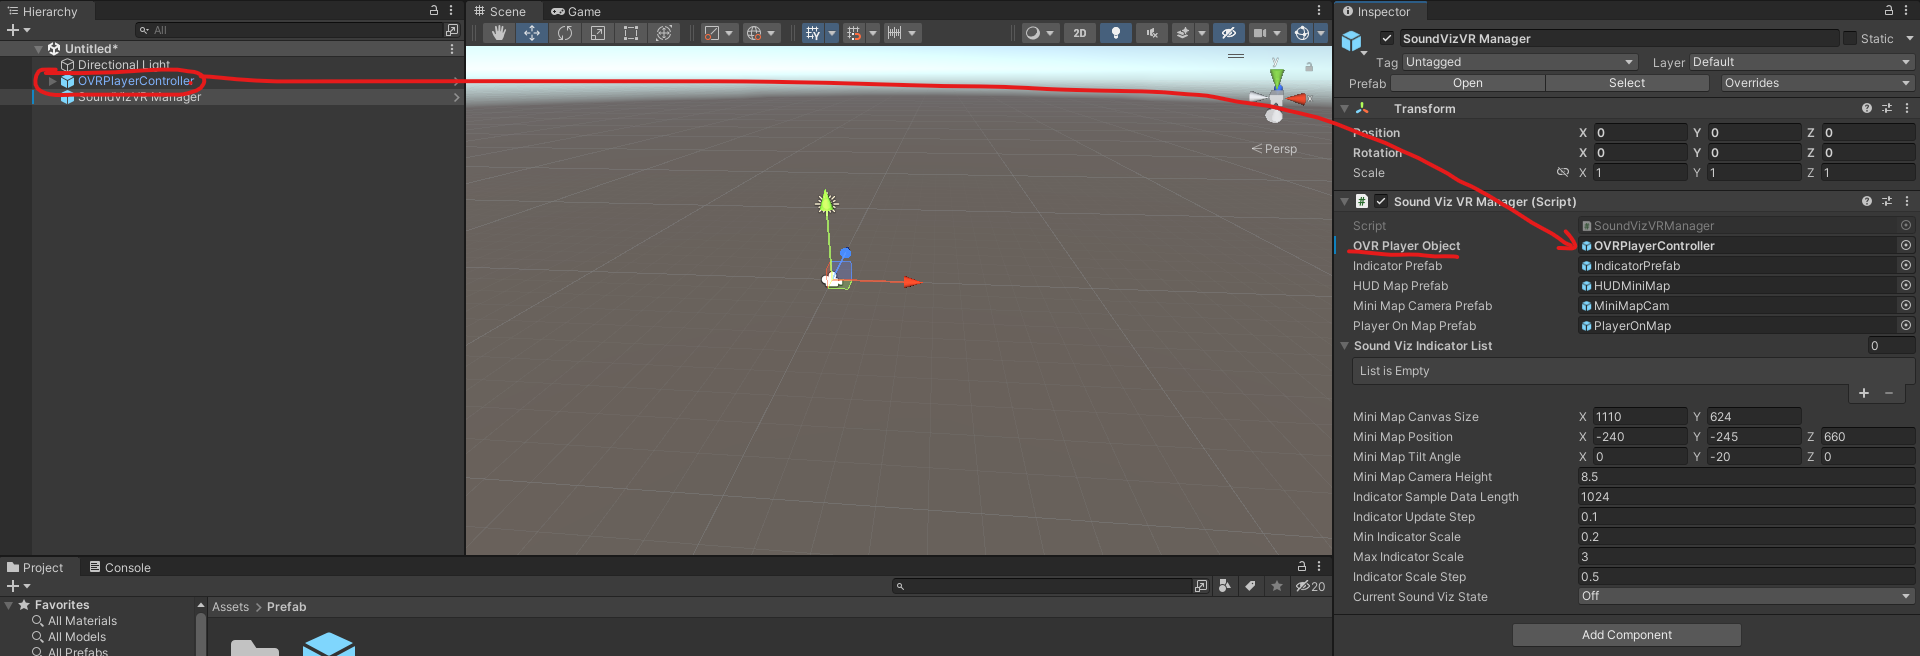 Hierarchy
All
Untitled*
Directional Light
OVRPlayerController
SoundVizVR Manager
Scene
Game
2D
y
x
Persp
Project
Console
20
Favorites
All Materials
All Models
All Prefabs
Assets > Prefab
Inspector
SoundVizVR Manager
Static
Tag Untagged Layer Default
Prefab Open Select Overrides
Transform
Position X 0 Y 0 Z 0
Rotation X 0 Y 0 Z 0
Scale X 1 Y 1 Z 1
# Sound Viz VR Manager (Script)
Script SoundVizVRManager
OVR Player Object OVRPlayerController
Indicator Prefab IndicatorPrefab
HUD Map Prefab HUDMiniMap
Mini Map Camera Prefab MiniMapCam
Player On Map Prefab PlayerOnMap
Sound Viz Indicator List 0
List is Empty
+ −
Mini Map Canvas Size X 1110 Y 624
Mini Map Position X -240 Y -245 Z 660
Mini Map Tilt Angle X 0 Y -20 Z 0
Mini Map Camera Height 8.5
Indicator Sample Data Length 1024
Indicator Update Step 0.1
Min Indicator Scale 0.2
Max Indicator Scale 3
Indicator Scale Step 0.5
Current Sound Viz State Off
Add Component